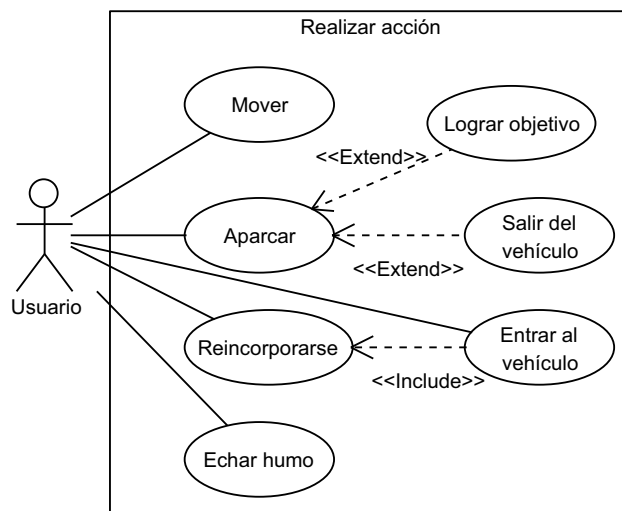 Realizar acción
Mover
Lograr objetivo
<<Extend>>
Aparcar
Salir del
vehículo
<<Extend>>
Usuario
Reincorporarse
Entrar al
vehículo
<<Include>>
Echar humo